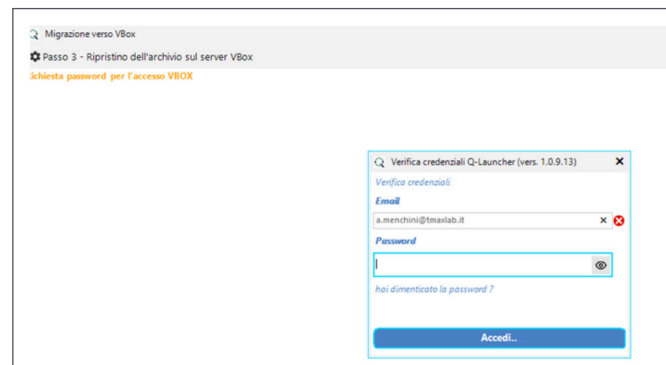 Migrazione verso VBox
Passo 3 - Ripristino dell'archivio sul server VBox
ichiesta password per l'accesso VBOX
Verifica credenziali Q-Launcher (vers. 1.0.9.13)
Verifica credenziali
Email
a.menchini@tmaxlab.it
Password
hai dimenticato la password ?
Accedi..